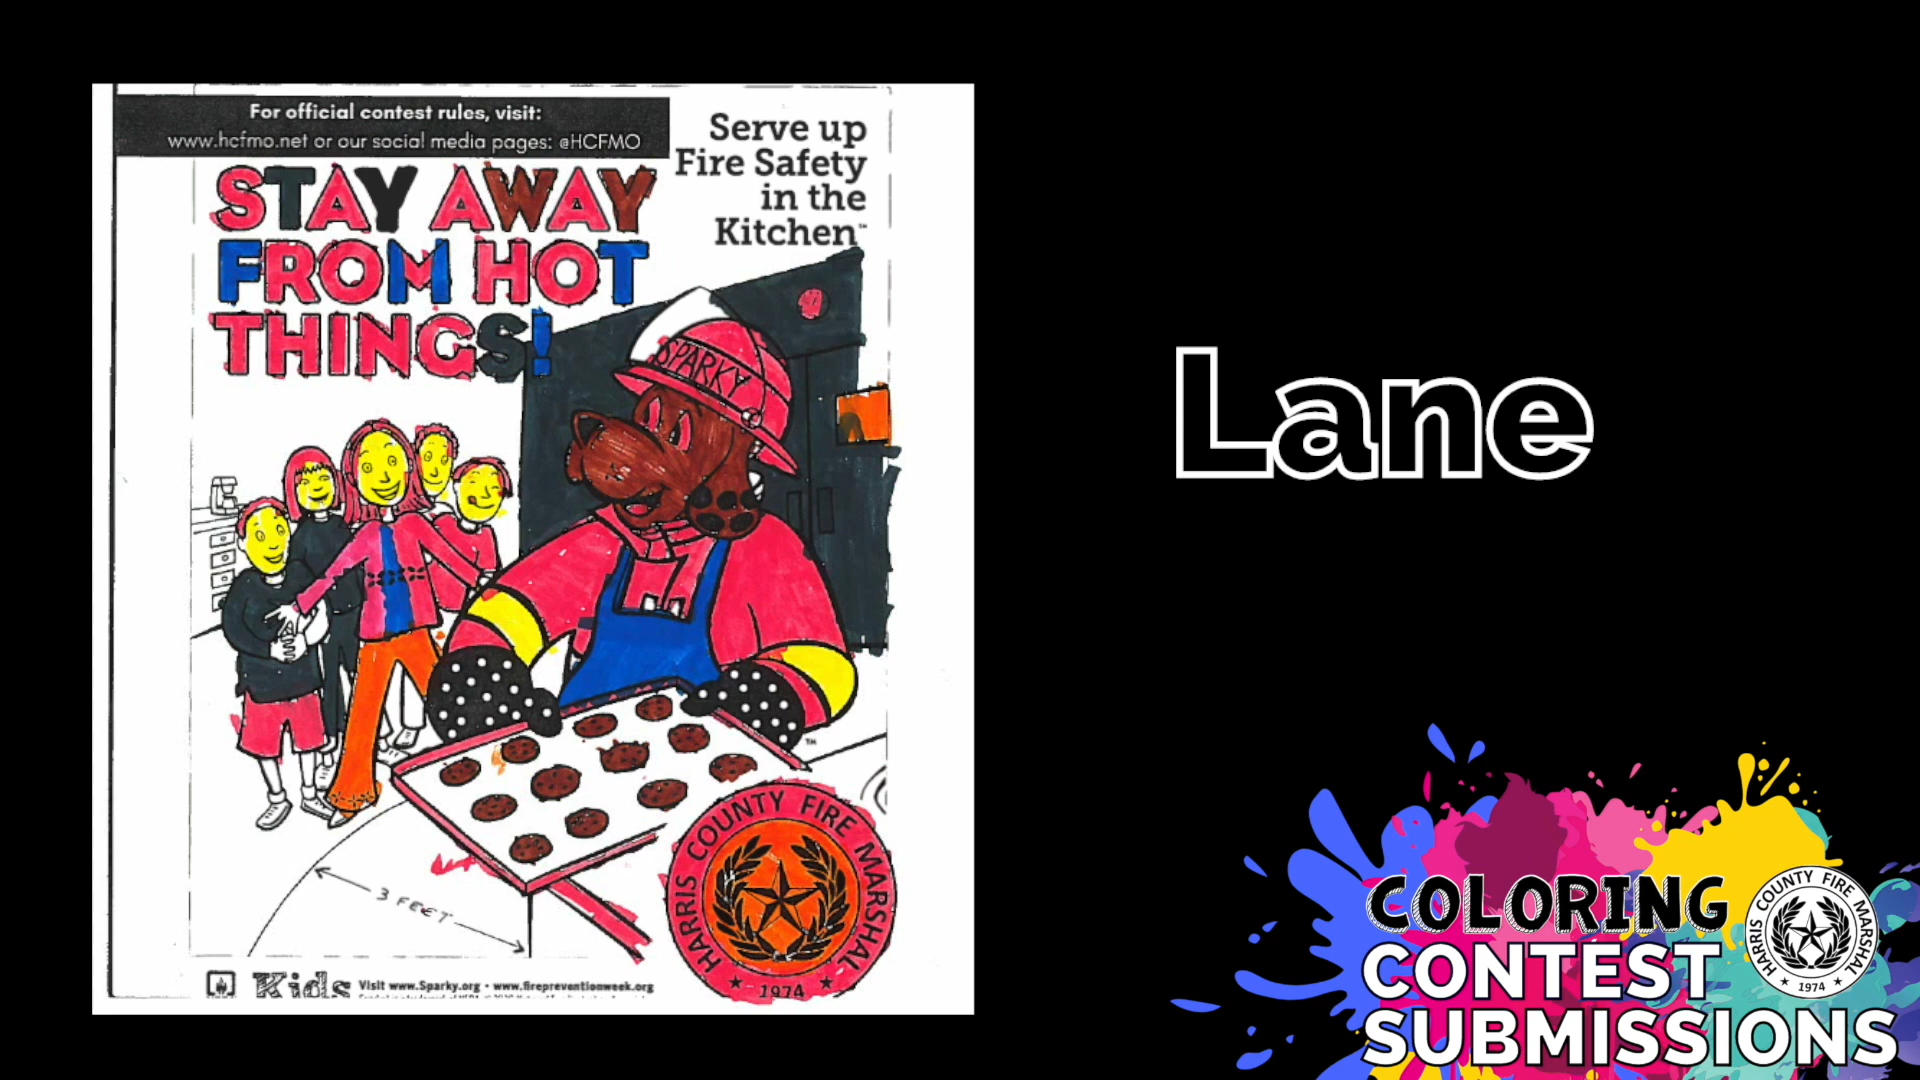 For official contest rules, visit:
www.hcfmo.net or our social media pages: @HCFMO
Serve up
Fire Safety
in the
Kitchen™
STAY AWAY
FROM HOT
THINGS!
SPARKY
TM
3 FEET
HARRIS COUNTY FIRE MARSHAL
1974
Kids
Visit www.Sparky.org • www.firepreventionweek.org
Lane
COLORING
CONTEST
SUBMISSIONS
HARRIS COUNTY FIRE MARSHAL
1974